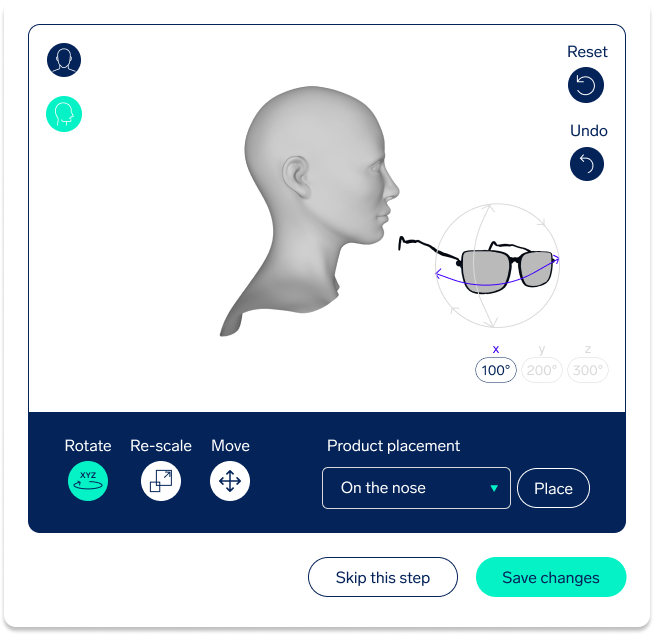 Reset
Undo
x y z
100° 200° 300°
Rotate Re-scale Move
XYZ
Product placement
On the nose
Place
Skip this step
Save changes